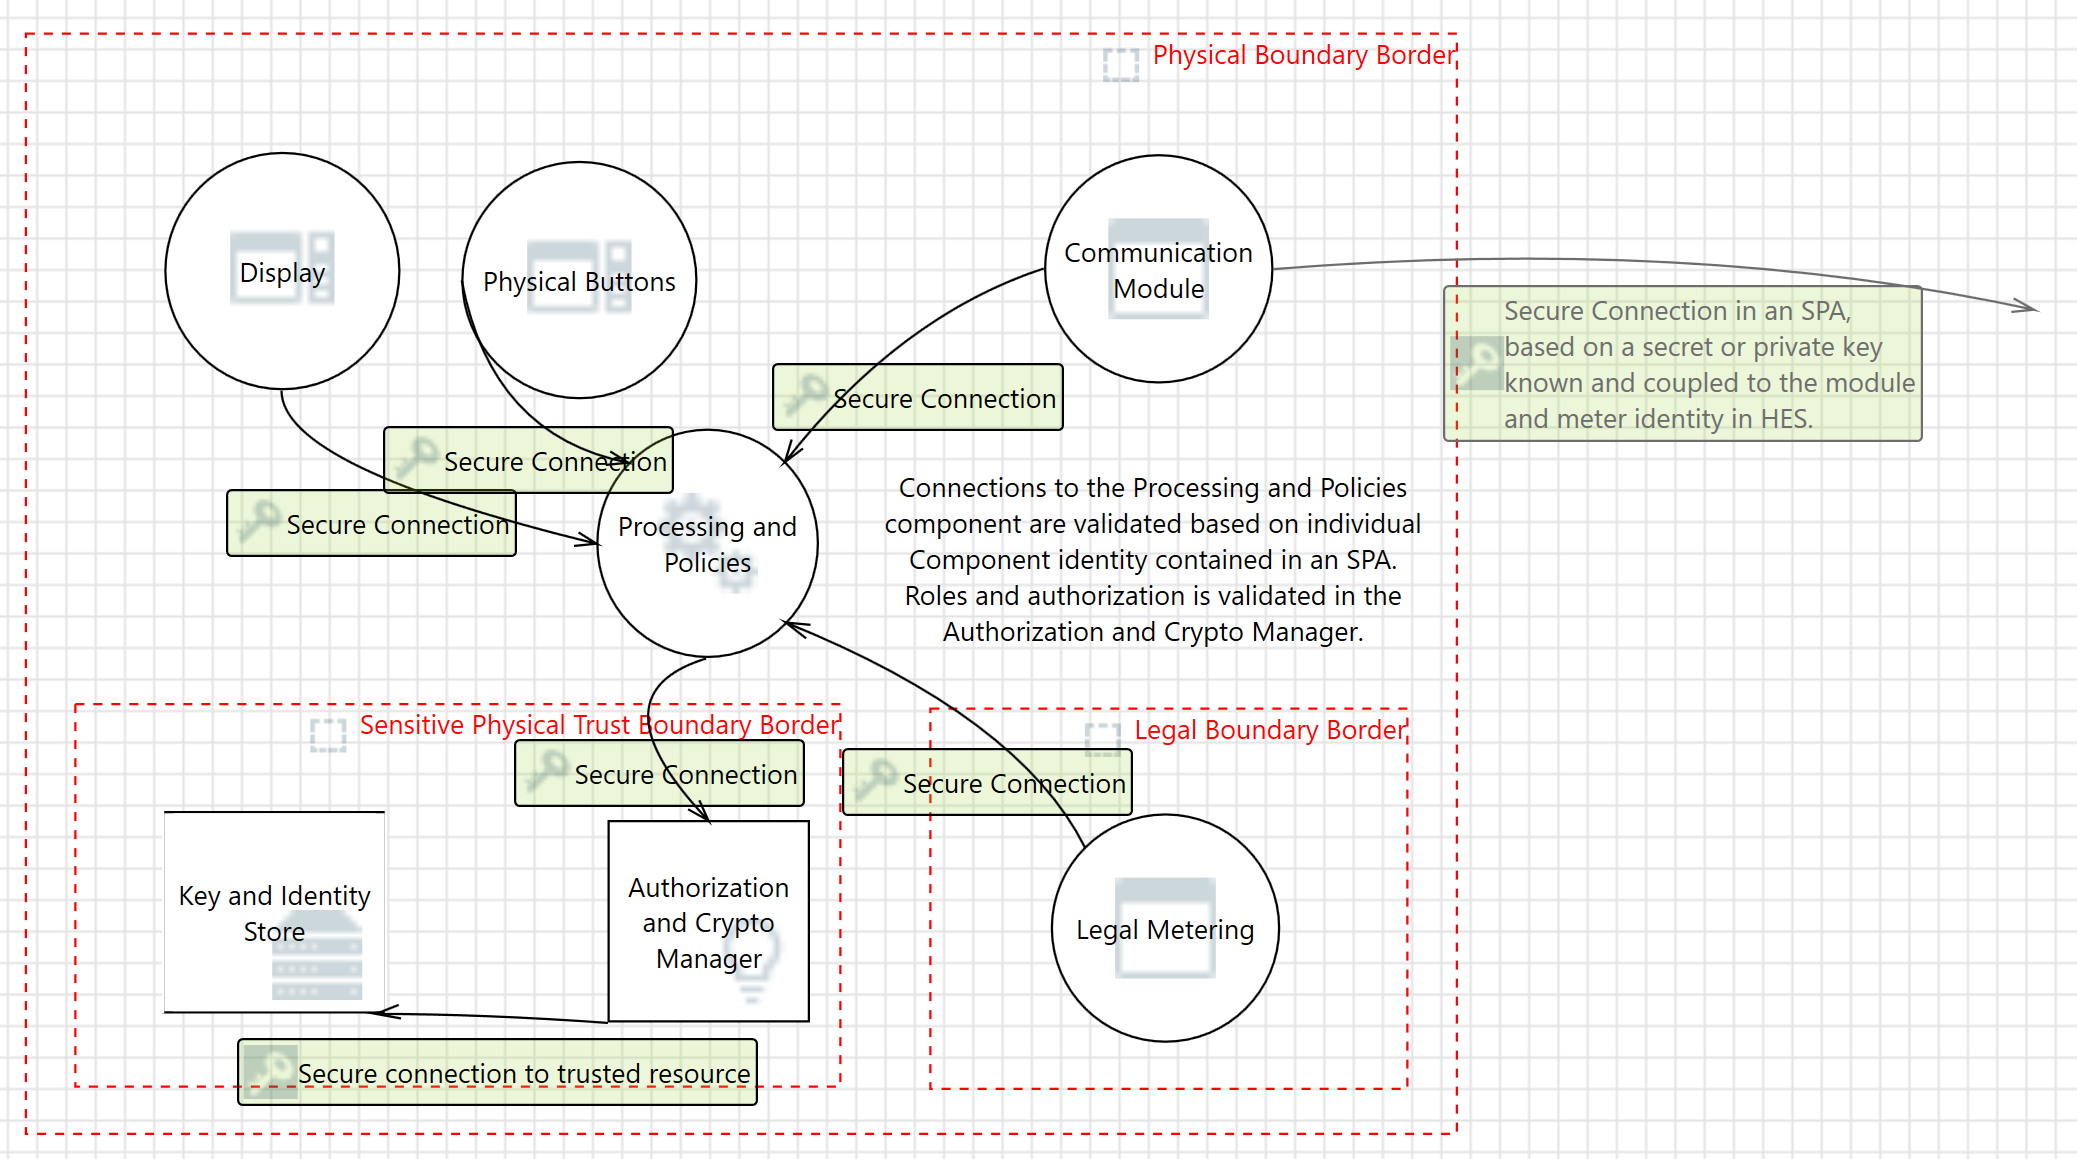 Physical Boundary Border
Display
Physical Buttons
Communication
Module
Secure Connection in an SPA,
based on a secret or private key
known and coupled to the module
and meter identity in HES.
Secure Connection
Secure Connection
Secure Connection
Processing and
Policies
Connections to the Processing and Policies
component are validated based on individual
Component identity contained in an SPA.
Roles and authorization is validated in the
Authorization and Crypto Manager.
Sensitive Physical Trust Boundary Border
Legal Boundary Border
Secure Connection
Secure Connection
Key and Identity
Store
Authorization
and Crypto
Manager
Legal Metering
Secure connection to trusted resource